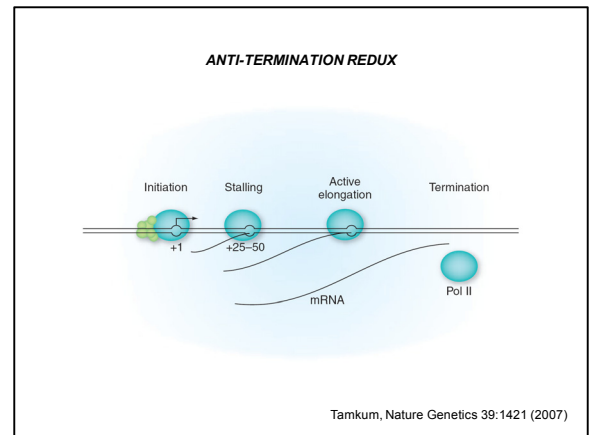 ANTI-TERMINATION REDUX
Initiation
Stalling
Active
elongation
Termination
+1
+25–50
Pol II
mRNA
Tamkum, Nature Genetics 39:1421 (2007)